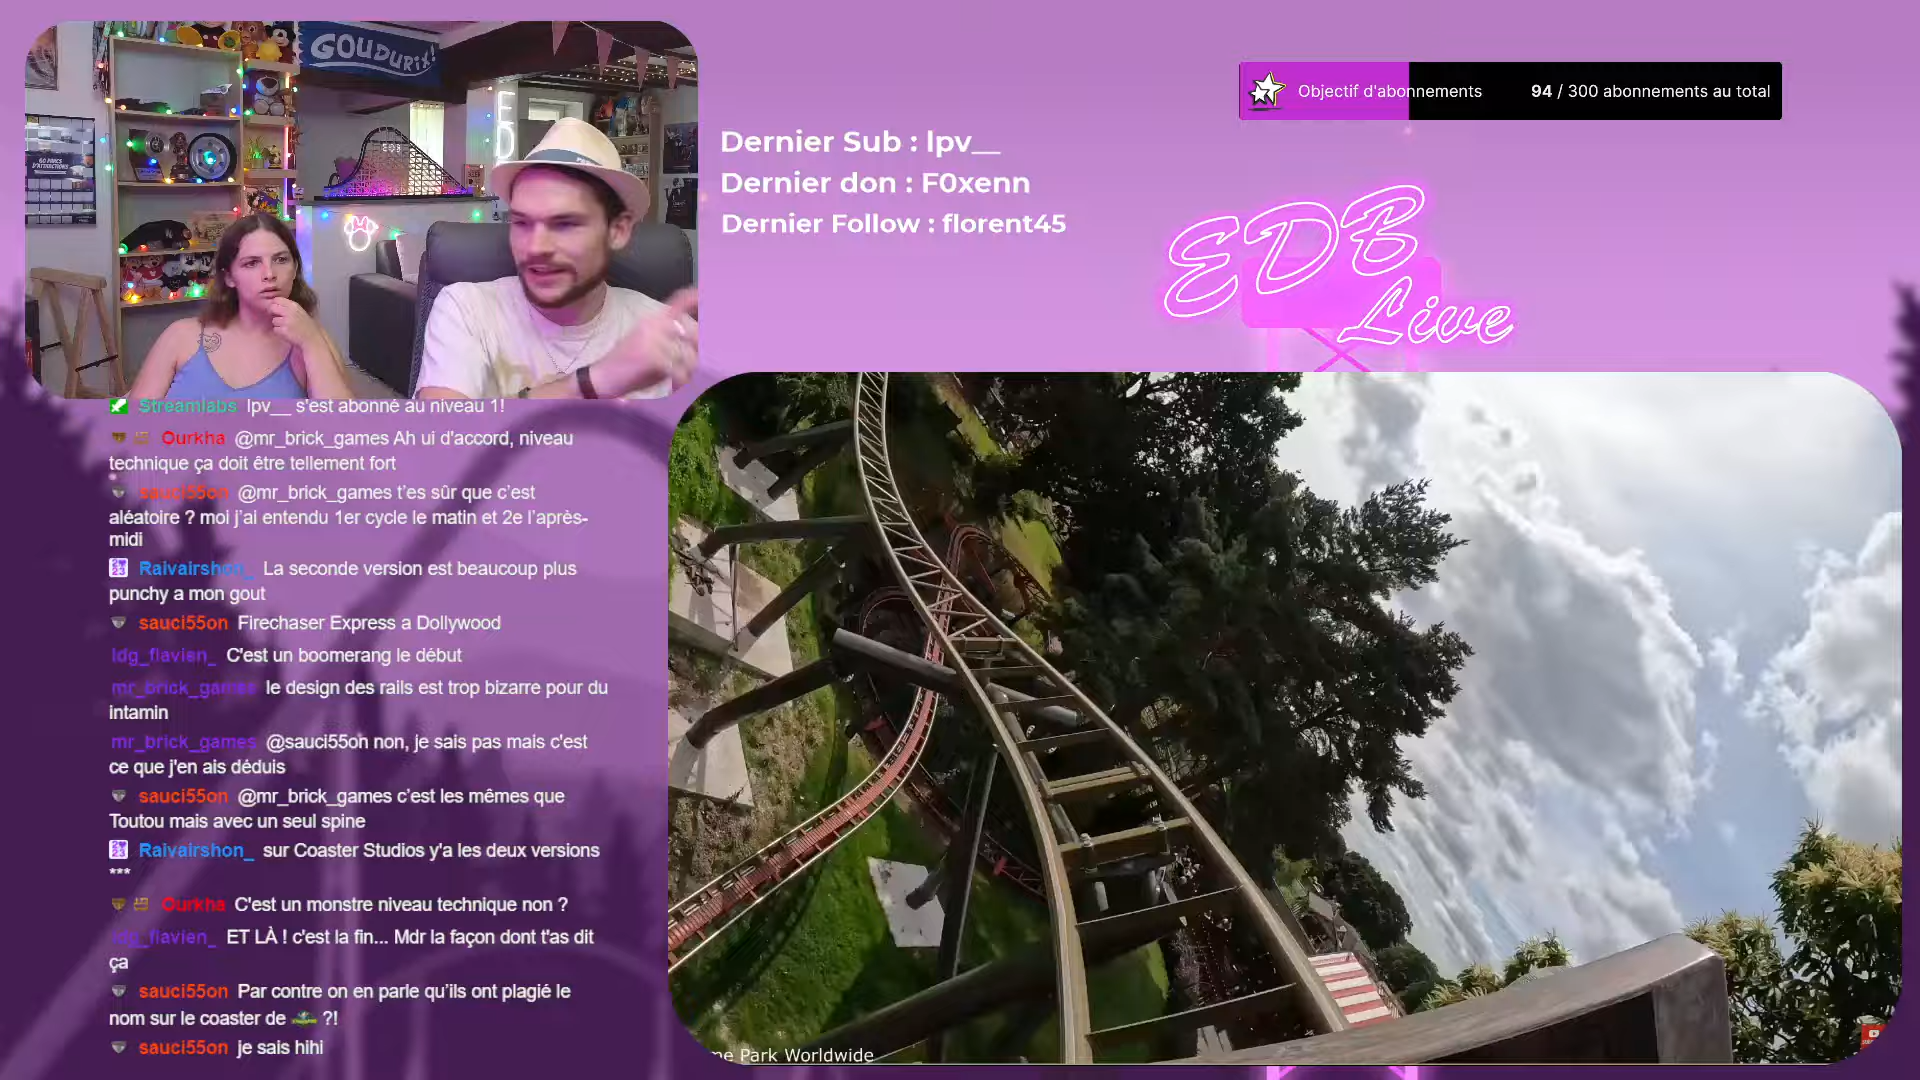 GOUDURIX!
ED
Objectif d'abonnements 94 / 300 abonnements au total
Dernier Sub : lpv__
Dernier don : F0xenn
Dernier Follow : florent45
EDB
Live
Streamlabs lpv__ s'est abonné au niveau 1!
Ourkha @mr_brick_games Ah ui d'accord, niveau
technique ça doit être tellement fort
sauci55on @mr_brick_games t’es sûr que c’est
aléatoire ? moi j’ai entendu 1er cycle le matin et 2e l’après-
midi
Raivairshon_ La seconde version est beaucoup plus
punchy a mon gout
sauci55on Firechaser Express a Dollywood
ldg_flavien_ C'est un boomerang le début
mr_brick_games le design des rails est trop bizarre pour du
intamin
mr_brick_games @sauci55on non, je sais pas mais c'est
ce que j'en ais déduis
sauci55on @mr_brick_games c’est les mêmes que
Toutou mais avec un seul spine
Raivairshon_ sur Coaster Studios y'a les deux versions
***
Ourkha C'est un monstre niveau technique non ?
ldg_flavien_ ET LÀ ! c'est la fin... Mdr la façon dont t'as dit
ça
sauci55on Par contre on en parle qu’ils ont plagié le
nom sur le coaster de ?!
sauci55on je sais hihi
me Park Worldwide